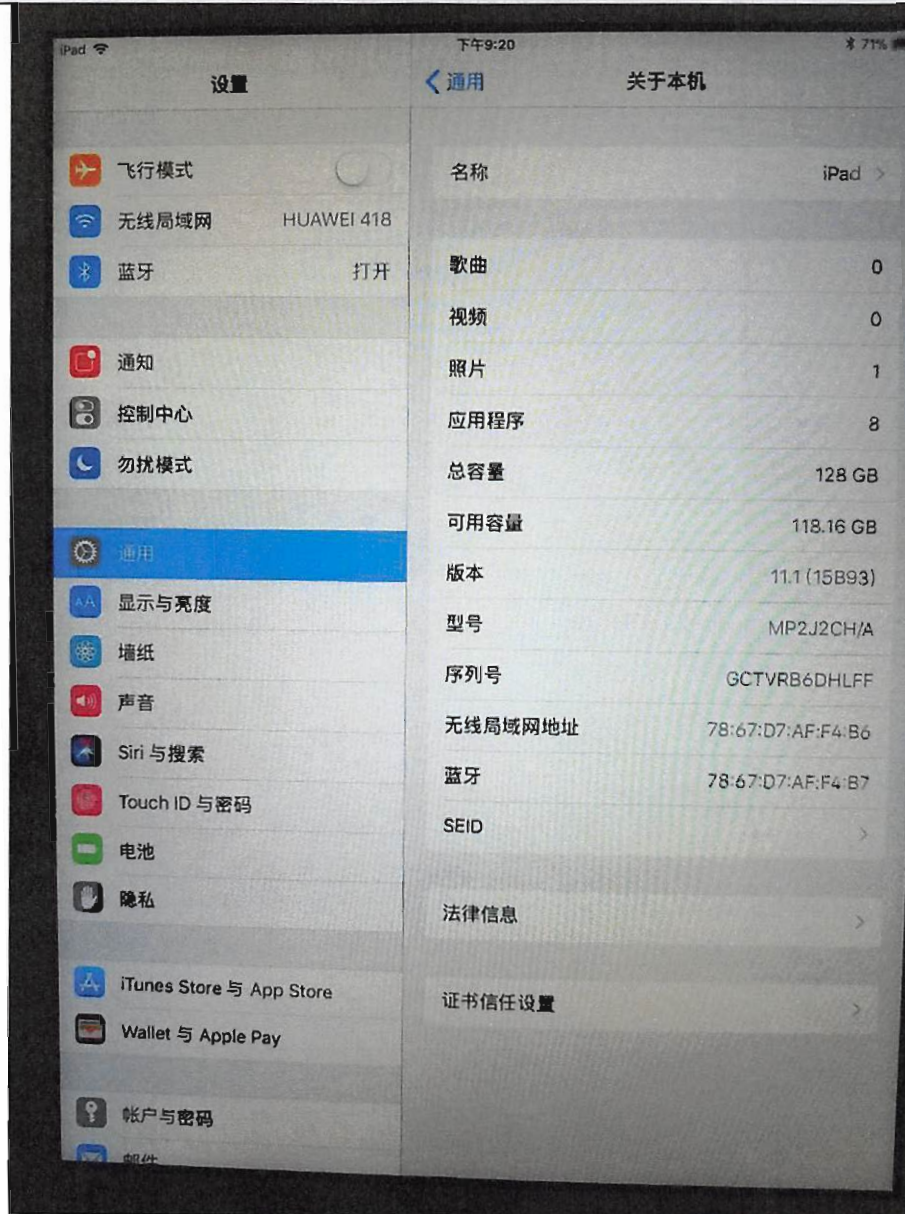 iPad 下午9:20 71%
设置
通用 关于本机
飞行模式
无线局域网 HUAWEI 418
蓝牙 打开
通知
控制中心
勿扰模式
通用
显示与亮度
墙纸
声音
Siri 与搜索
Touch ID 与密码
电池
隐私
iTunes Store 与 App Store
Wallet 与 Apple Pay
帐户与密码
邮件
名称 iPad
歌曲 0
视频 0
照片 1
应用程序 8
总容量 128 GB
可用容量 118.16 GB
版本 11.1 (15B93)
型号 MP2J2CH/A
序列号 GCTVRB6DHLFF
无线局域网地址 78:67:D7:AF:F4:B6
蓝牙 78:67:D7:AF:F4:B7
SEID
法律信息
证书信任设置